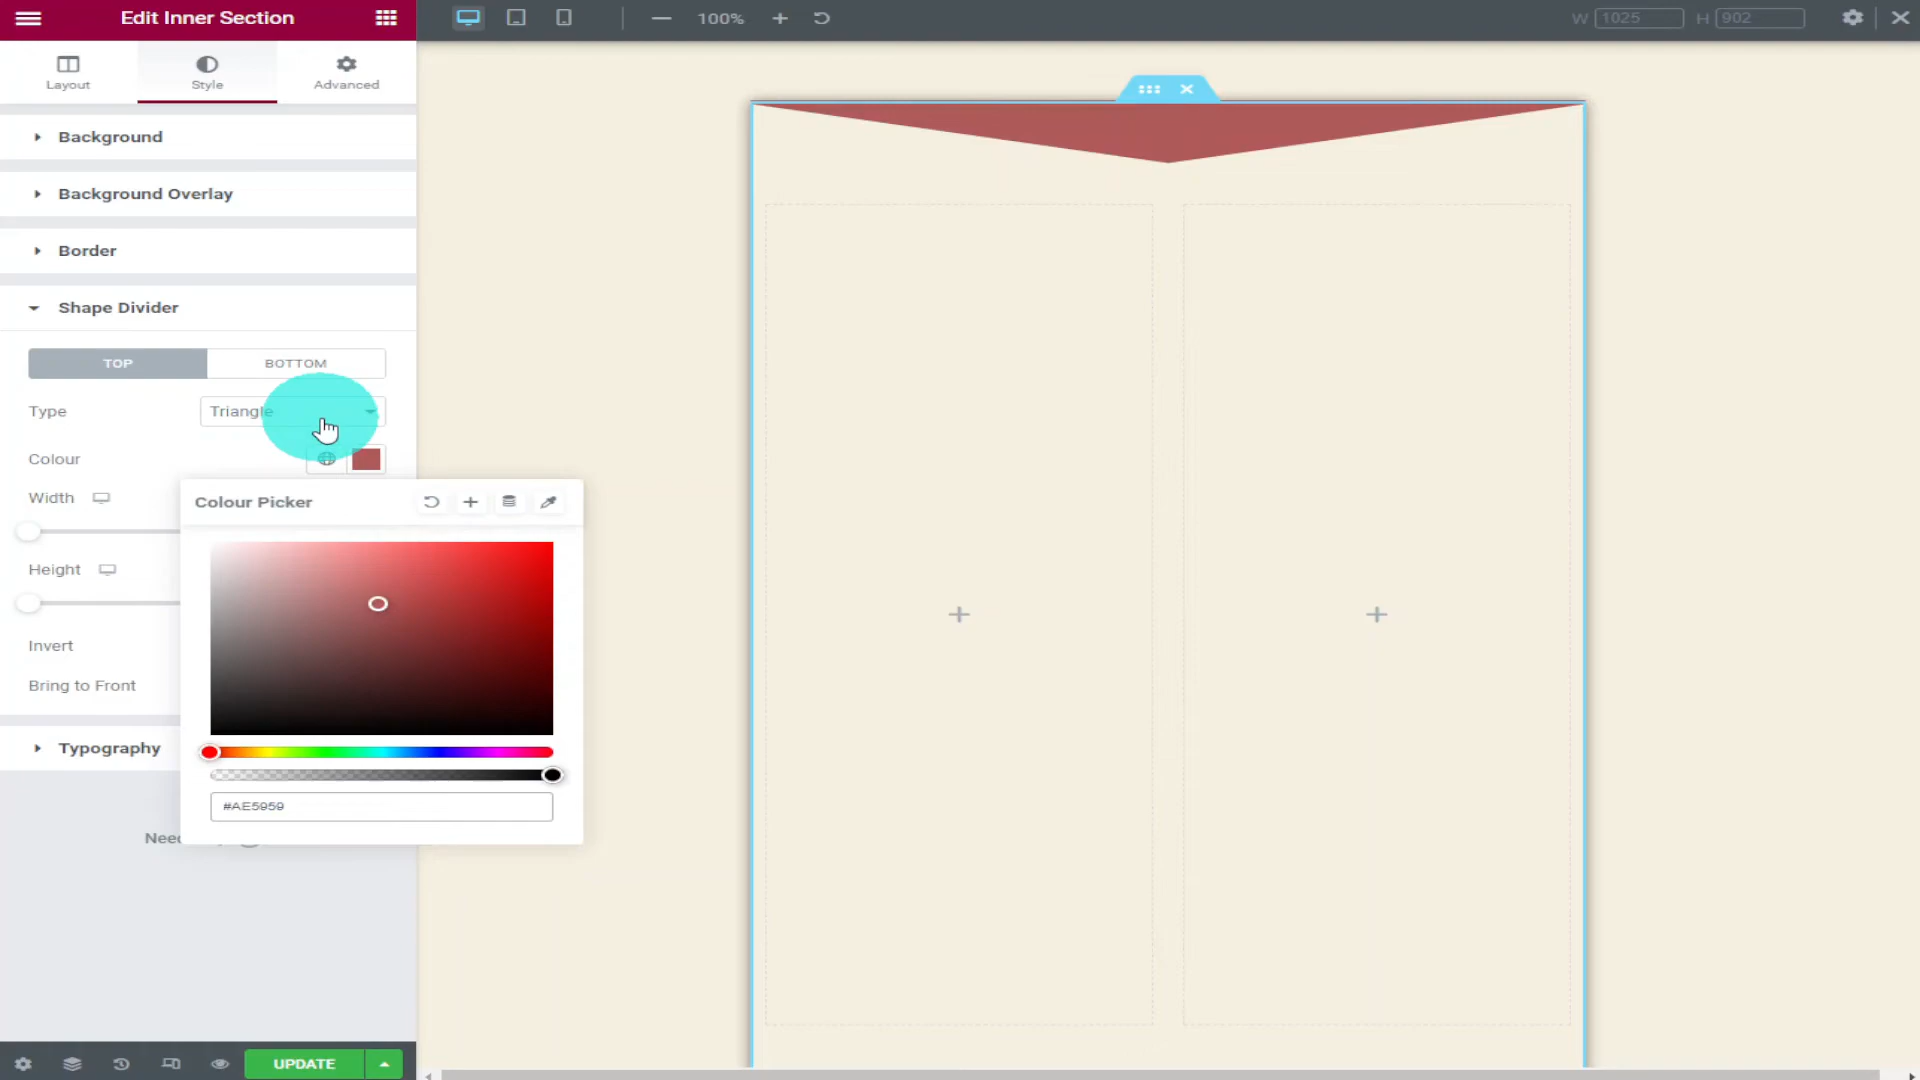 Edit Inner Section
100%
W 1025 H 902
Layout
Style
Advanced
Background
Background Overlay
Border
Shape Divider
TOP
BOTTOM
Type
Triangle
Colour
Width
Colour Picker
Height
Invert
Bring to Front
Typography
#AE5959
UPDATE